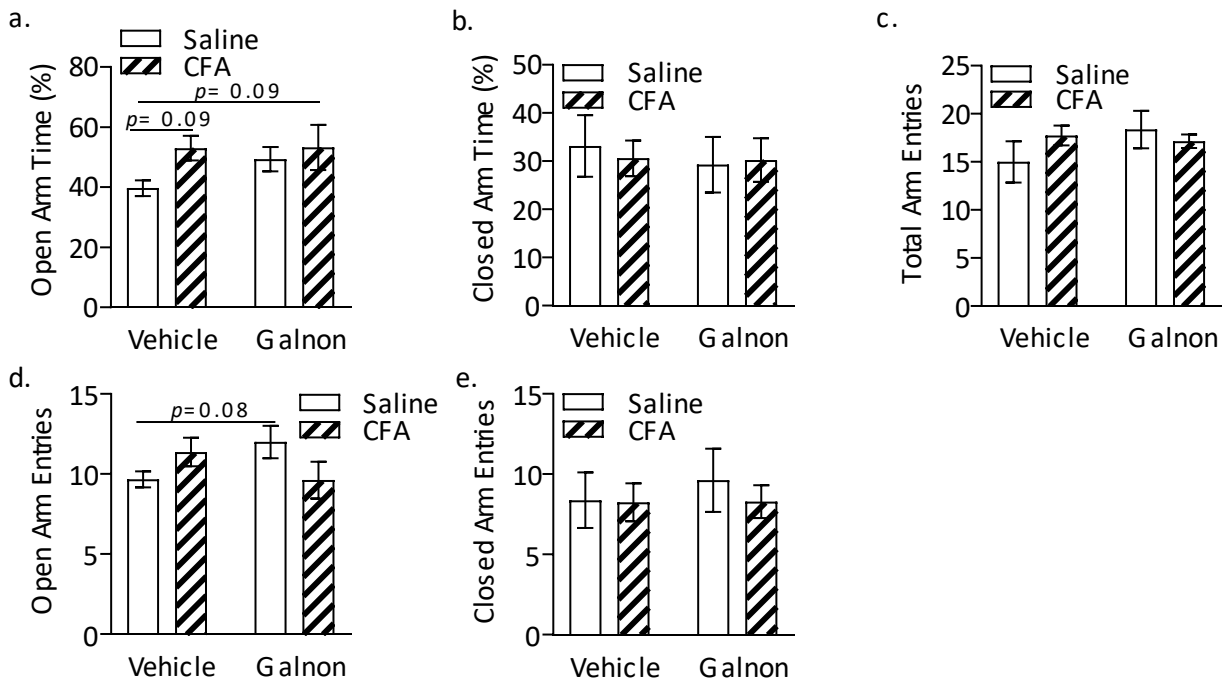 a.
Saline
CFA
Open Arm Time (%)
80
60
40
20
0
p= 0.09
p= 0.09
Vehicle Galnon
b.
Saline
CFA
Closed Arm Time (%)
50
40
30
20
10
0
Vehicle Galnon
c.
Saline
CFA
Total Arm Entries
25
20
15
10
5
0
Vehicle Galnon
d.
Saline
CFA
Open Arm Entries
15
10
5
0
p=0.08
Vehicle Galnon
e.
Saline
CFA
Closed Arm Entries
15
10
5
0
Vehicle Galnon